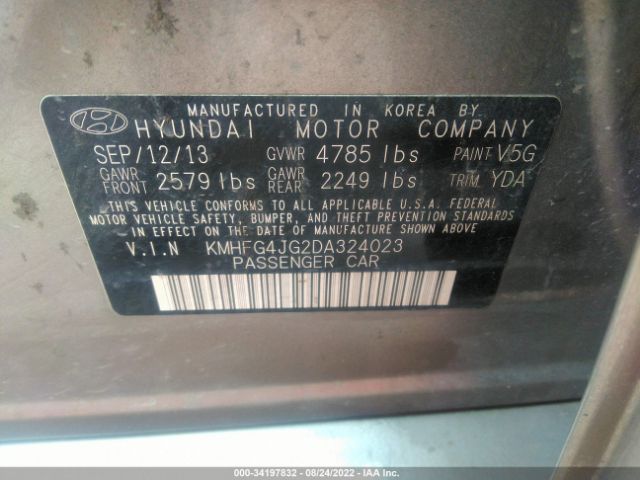 MANUFACTURED IN KOREA BY
HYUNDAI MOTOR COMPANY
SEP/12/13 GVWR 4785 lbs PAINT V5G
GAWR FRONT 2579 lbs GAWR REAR 2249 lbs TRIM YDA
THIS VEHICLE CONFORMS TO ALL APPLICABLE U.S.A. FEDERAL
MOTOR VEHICLE SAFETY, BUMPER, AND THEFT PREVENTION STANDARDS
IN EFFECT ON THE DATE OF MANUFACTURE SHOWN ABOVE
V.I.N KMHFG4JG2DA324023
PASSENGER CAR
000-34197832 - 08/24/2022 - IAA Inc.